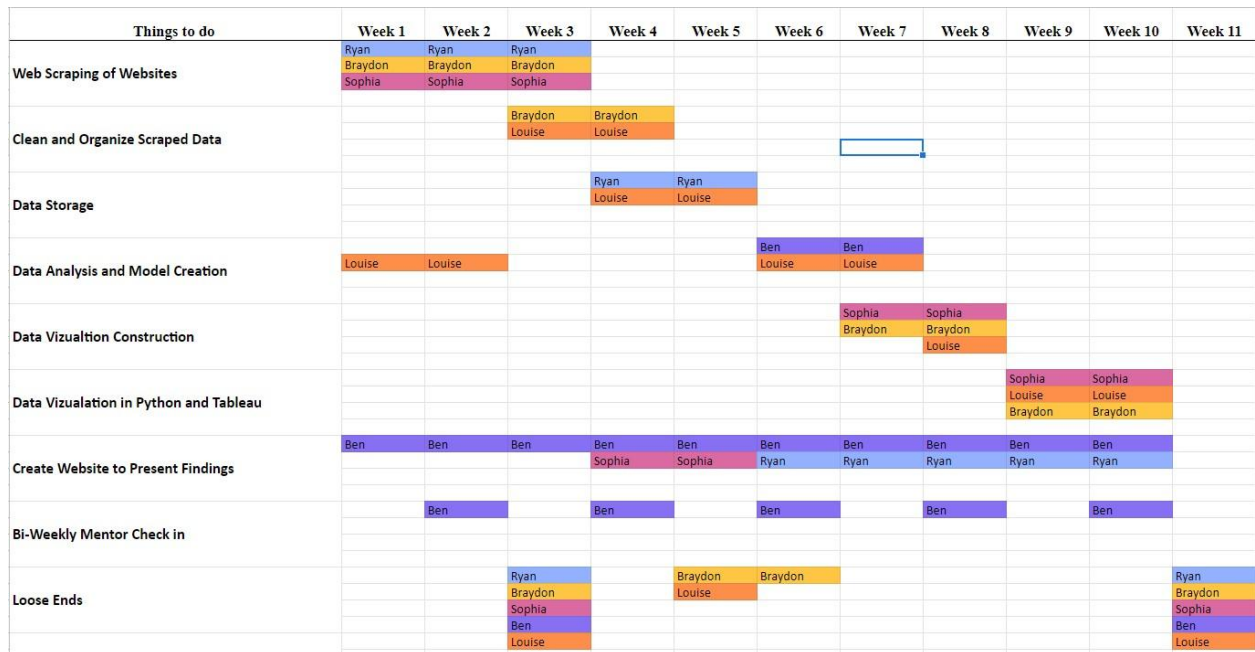 Things to do Week 1 Week 2 Week 3 Week 4 Week 5 Week 6 Week 7 Week 8 Week 9 Week 10 Week 11
Ryan Ryan Ryan
Braydon Braydon Braydon
Web Scraping of Websites
Sophia Sophia Sophia
Braydon Braydon
Louise Louise
Clean and Organize Scraped Data
Ryan Ryan
Louise Louise
Data Storage
Ben Ben
Louise Louise Louise Louise
Data Analysis and Model Creation
Sophia Sophia
Braydon Braydon
Data Vizualtion Construction
Louise
Sophia Sophia
Louise Louise
Data Vizualation in Python and Tableau
Braydon Braydon
Ben Ben Ben Ben Ben Ben Ben Ben Ben Ben
Sophia Sophia Ryan Ryan Ryan Ryan Ryan
Create Website to Present Findings
Ben Ben Ben Ben Ben
Bi-Weekly Mentor Check in
Ryan Braydon Braydon Ryan
Braydon Louise Braydon
Loose Ends
Sophia Sophia
Ben Ben
Louise Louise